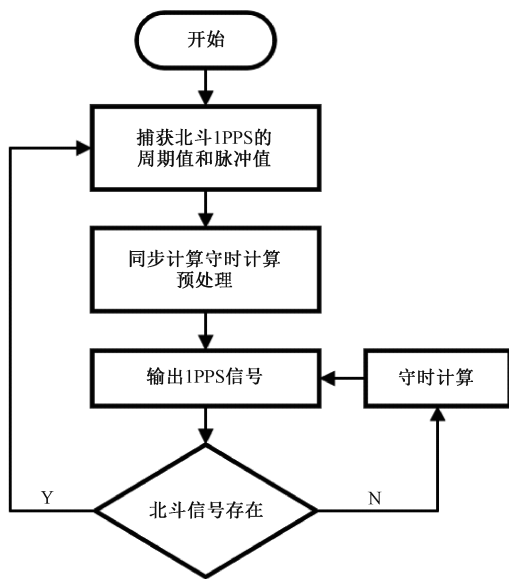 开始
捕获北斗1PPS的
周期值和脉冲值
同步计算守时计算
预处理
输出1PPS信号
守时计算
北斗信号存在
Y
N